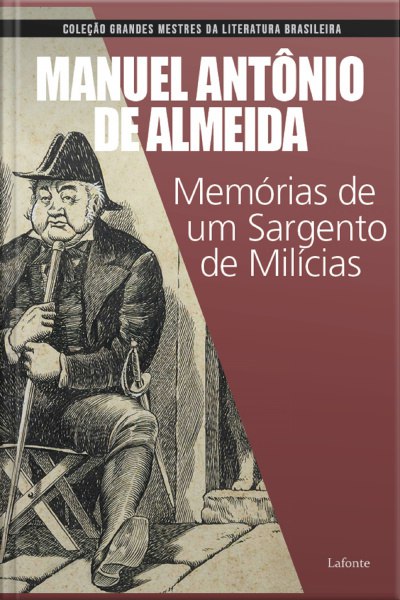 COLEÇÃO GRANDES MESTRES DA LITERATURA BRASILEIRA
MANUEL ANTÔNIO
DE ALMEIDA
Memórias de
um Sargento
de Milícias
Lafonte